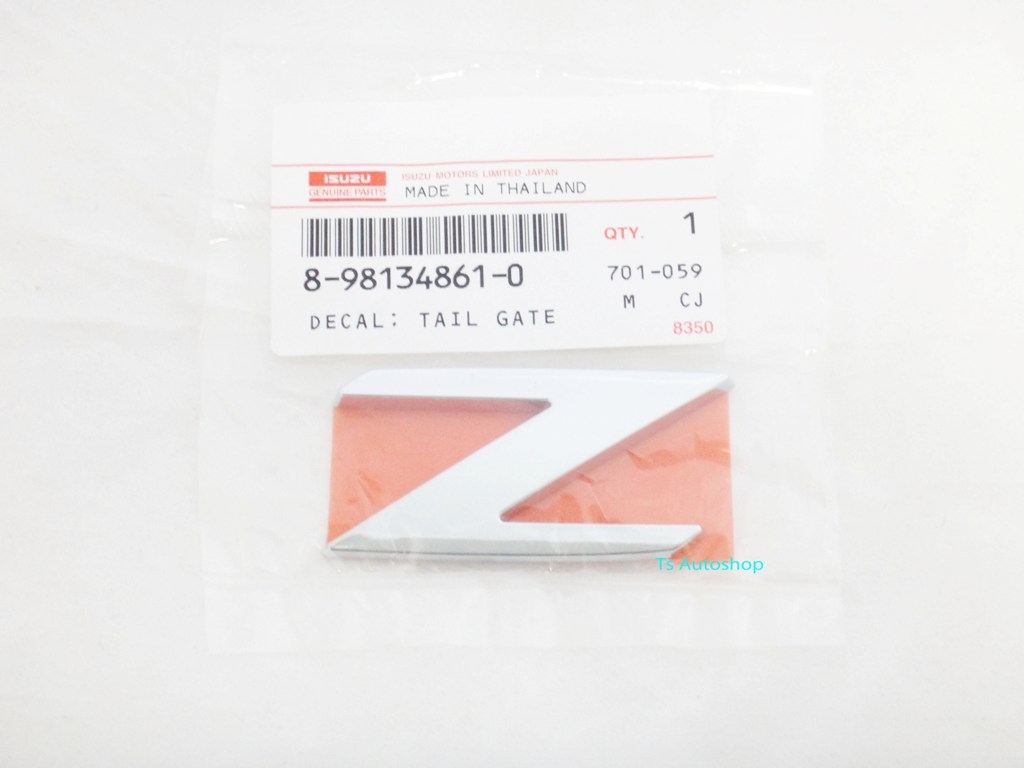 ISUZU
GENUINE PARTS
ISUZU MOTORS LIMITED JAPAN
MADE IN THAILAND
QTY. 1
8-98134861-0
701-059
DECAL: TAIL GATE
M CJ
8350
Z
Ts Autoshop